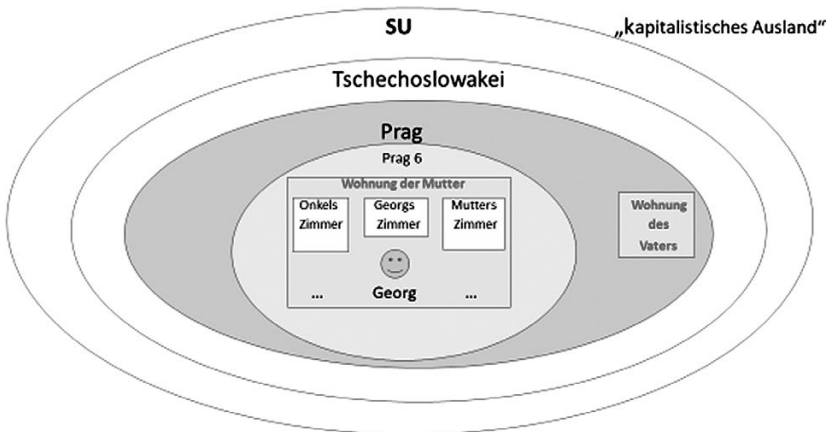 SU
„kapitalistisches Ausland“
Tschechoslowakei
Prag
Prag 6
Wohnung der Mutter
Onkels
Zimmer
Georgs
Zimmer
Mutters
Zimmer
Wohnung
des
Vaters
...
Georg
...